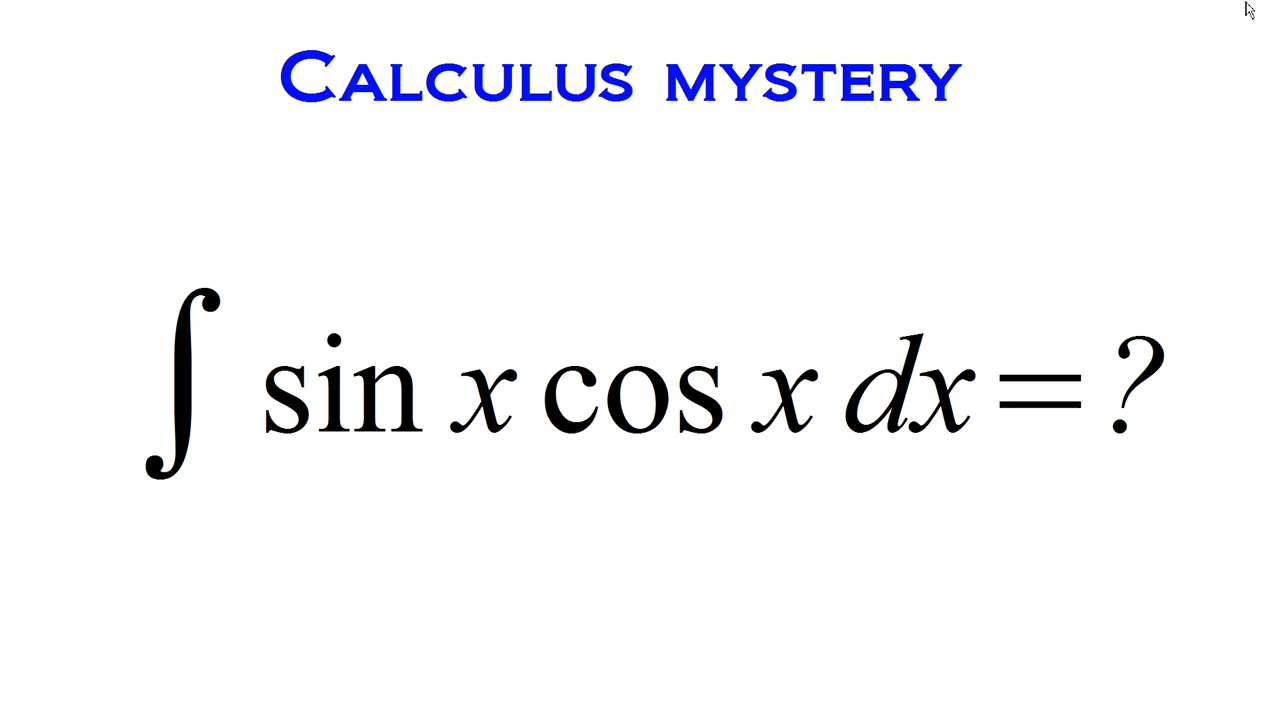 Calculus mystery
∫ sin x cos x dx = ?